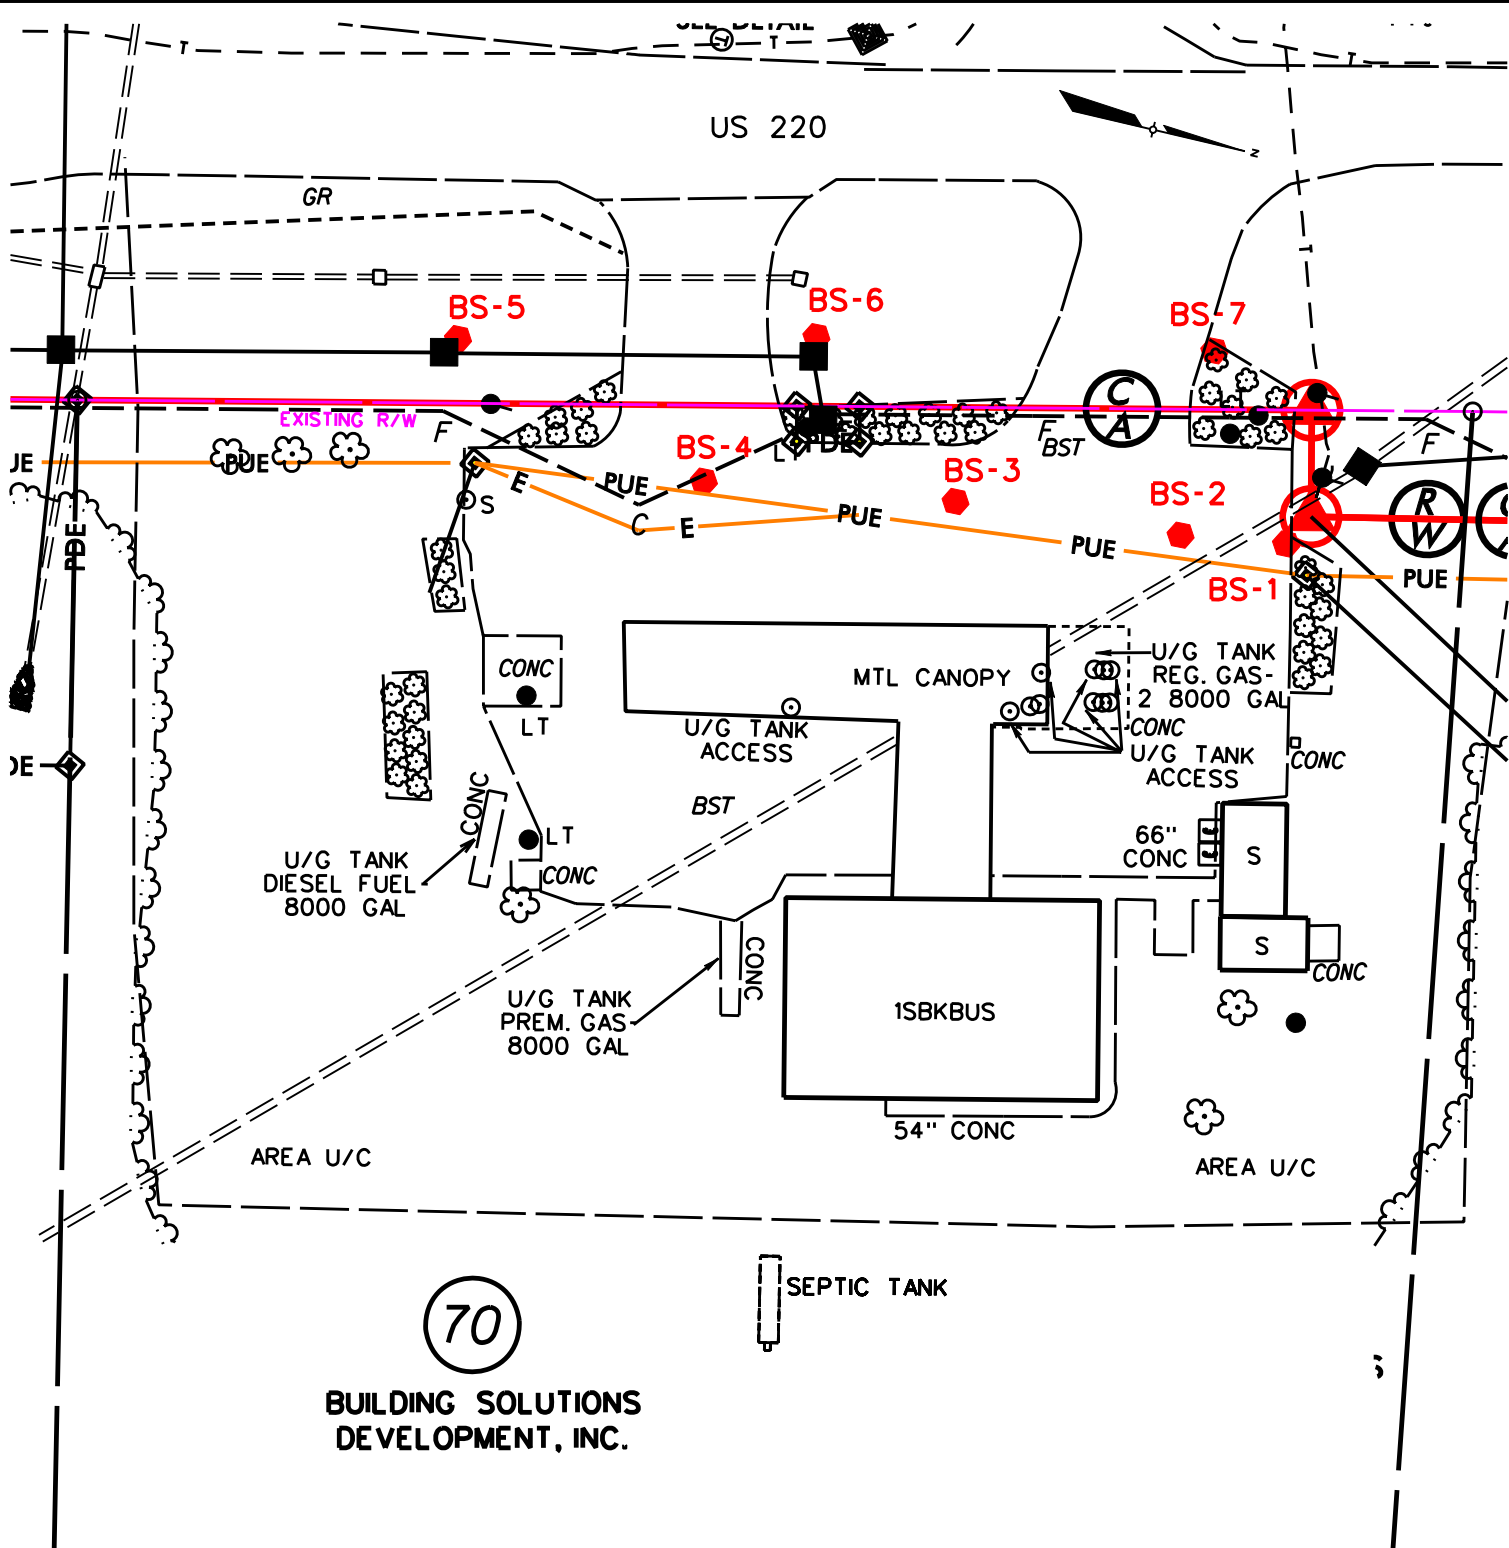 SEE DETAIL
T
T
T
T
US 220
N
GR
BS-5
BS-6
BS-7
EXISTING R/W
F
C
A
F
BST
F
BS-4
BS-3
BS-2
BS-1
PDE
PUE
PUE
PUE
PUE
PUE
E
S
C
E
R
W
PDE
CONC
LT
MTL CANOPY
U/G TANK
REG. GAS-
2 8000 GAL
CONC
U/G TANK
ACCESS
U/G TANK
ACCESS
CONC
BST
CONC
LT
CONC
U/G TANK
DIESEL FUEL
8000 GAL
66"
CONC
S
S
CONC
CONC
U/G TANK
PREM. GAS
8000 GAL
1SBKBUS
54" CONC
AREA U/C
AREA U/C
SEPTIC TANK
70
BUILDING SOLUTIONS
DEVELOPMENT, INC.